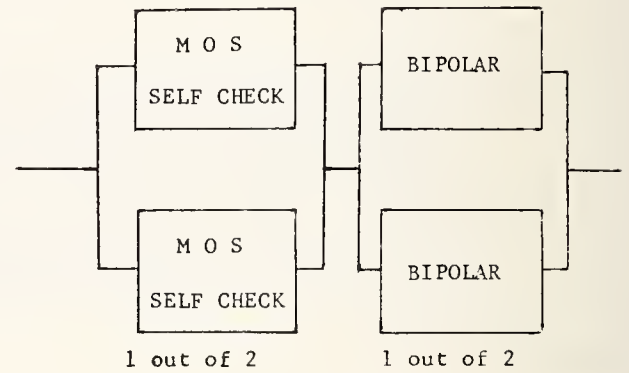 M O S
SELF CHECK
BIPOLAR
M O S
SELF CHECK
BIPOLAR
1 out of 2
1 out of 2